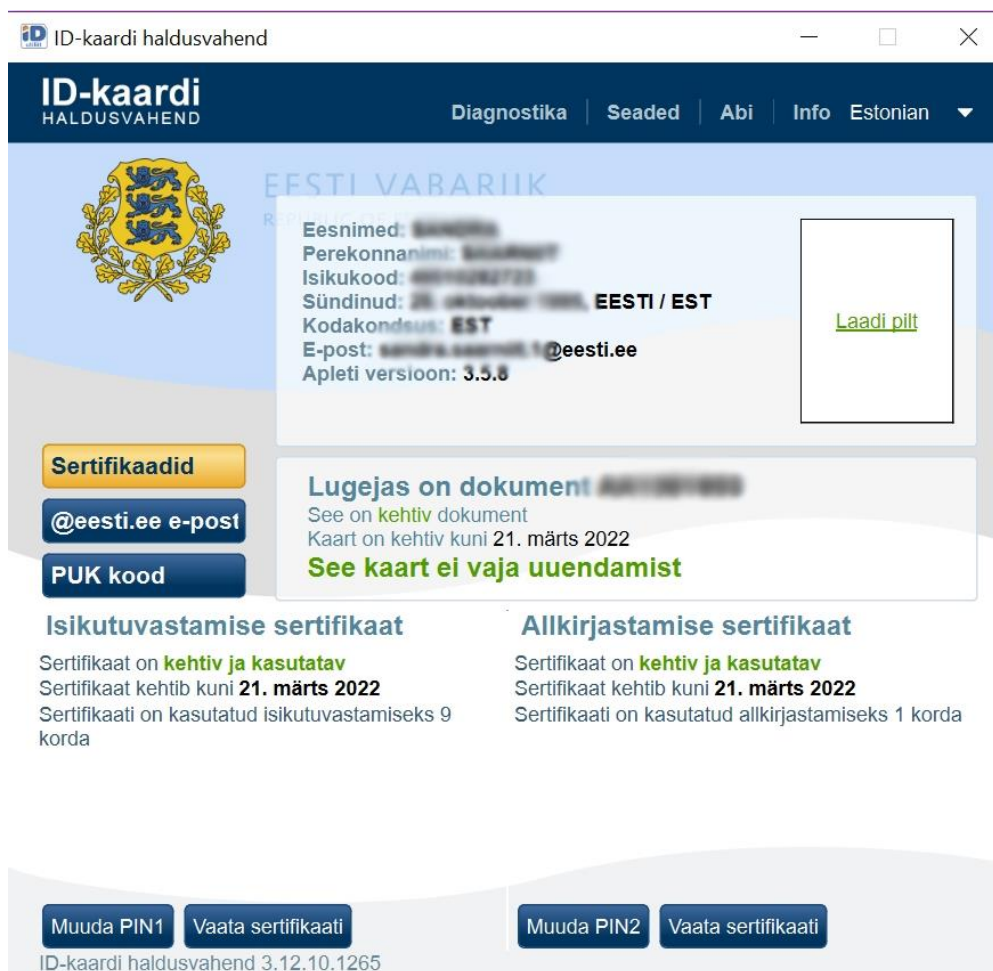 ID-kaardi haldusvahend
ID-kaardi
HALDUSVAHEND
Diagnostika Seaded Abi Info Estonian
EESTI VABARIIK
Eesnimed:
Perekonnanimi:
Isikukood:
Sündinud: EESTI / EST
Kodakondsus: EST
E-post: @eesti.ee
Apleti versioon: 3.5.8
Laadi pilt
Sertifikaadid
@eesti.ee e-post
PUK kood
Lugejas on dokument
See on kehtiv dokument
Kaart on kehtiv kuni 21. märts 2022
See kaart ei vaja uuendamist
Isikutuvastamise sertifikaat
Sertifikaat on kehtiv ja kasutatav
Sertifikaat kehtib kuni 21. märts 2022
Sertifikaati on kasutatud isikutuvastamiseks 9
korda
Allkirjastamise sertifikaat
Sertifikaat on kehtiv ja kasutatav
Sertifikaat kehtib kuni 21. märts 2022
Sertifikaati on kasutatud allkirjastamiseks 1 korda
Muuda PIN1 Vaata sertifikaati
Muuda PIN2 Vaata sertifikaati
ID-kaardi haldusvahend 3.12.10.1265